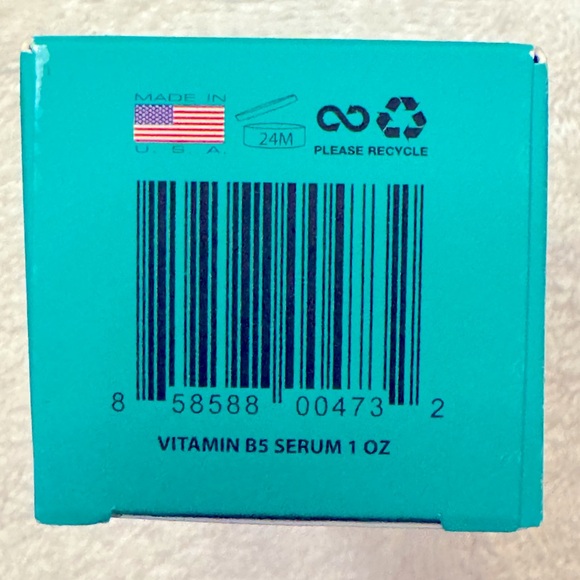 MADE IN
U S A
24M
PLEASE RECYCLE
8 58588 00473 2
VITAMIN B5 SERUM 1 OZ